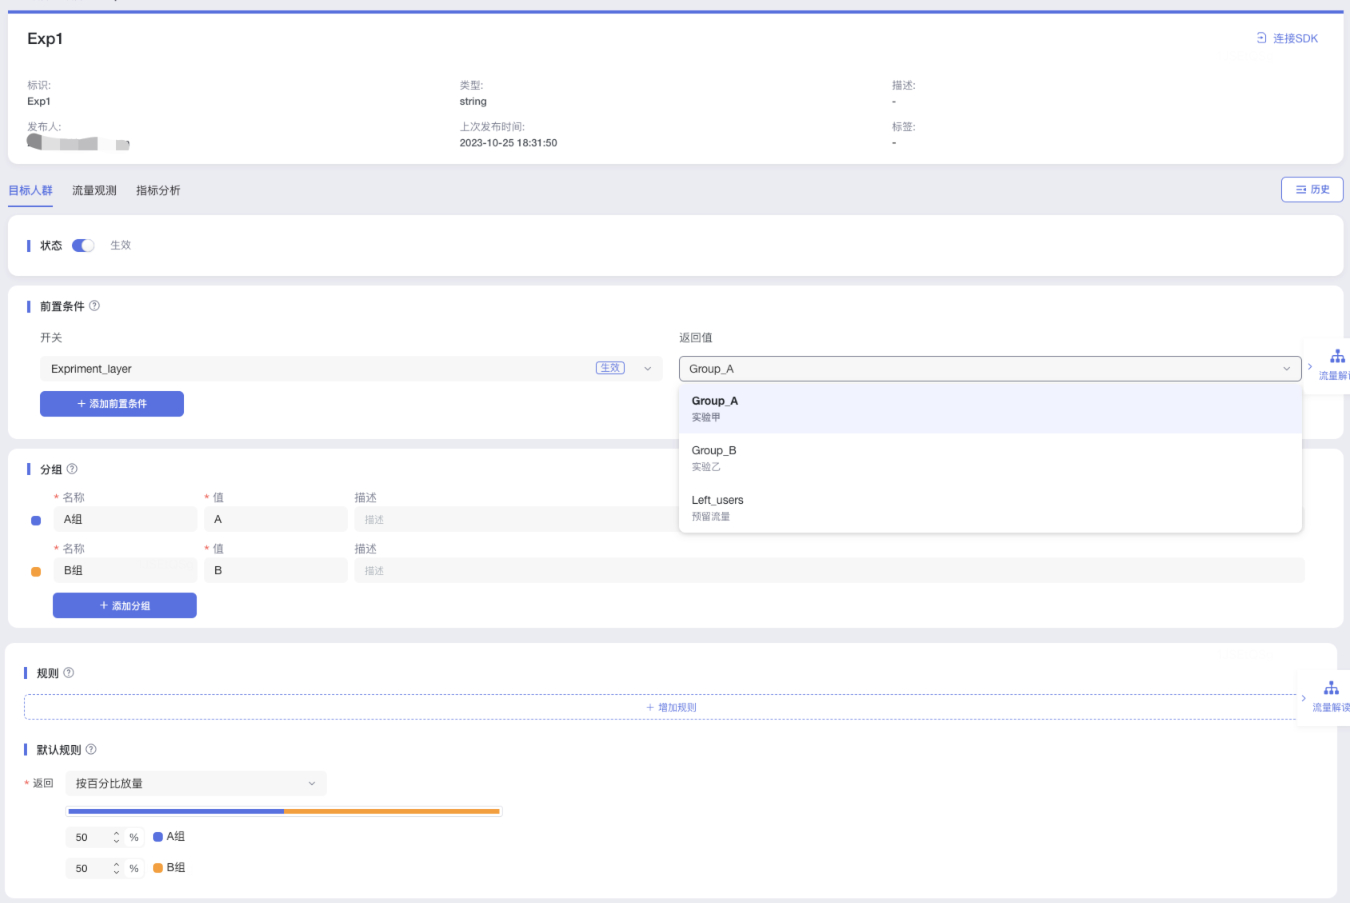 Exp1
连接SDK
标识:
Exp1
类型:
string
描述:
-
发布人:
上次发布时间:
2023-10-25 18:31:50
标签:
-
目标人群
流量观测
指标分析
历史
状态
生效
前置条件
开关
返回值
Expriment_layer
生效
Group_A
流量解
+ 添加前置条件
Group_A
实验甲
Group_B
实验乙
Left_users
预留流量
分组
* 名称
* 值
描述
A组
A
描述
* 名称
* 值
描述
B组
B
描述
+ 添加分组
规则
+ 增加规则
流量解读
默认规则
* 返回
按百分比放量
50
%
A组
50
%
B组